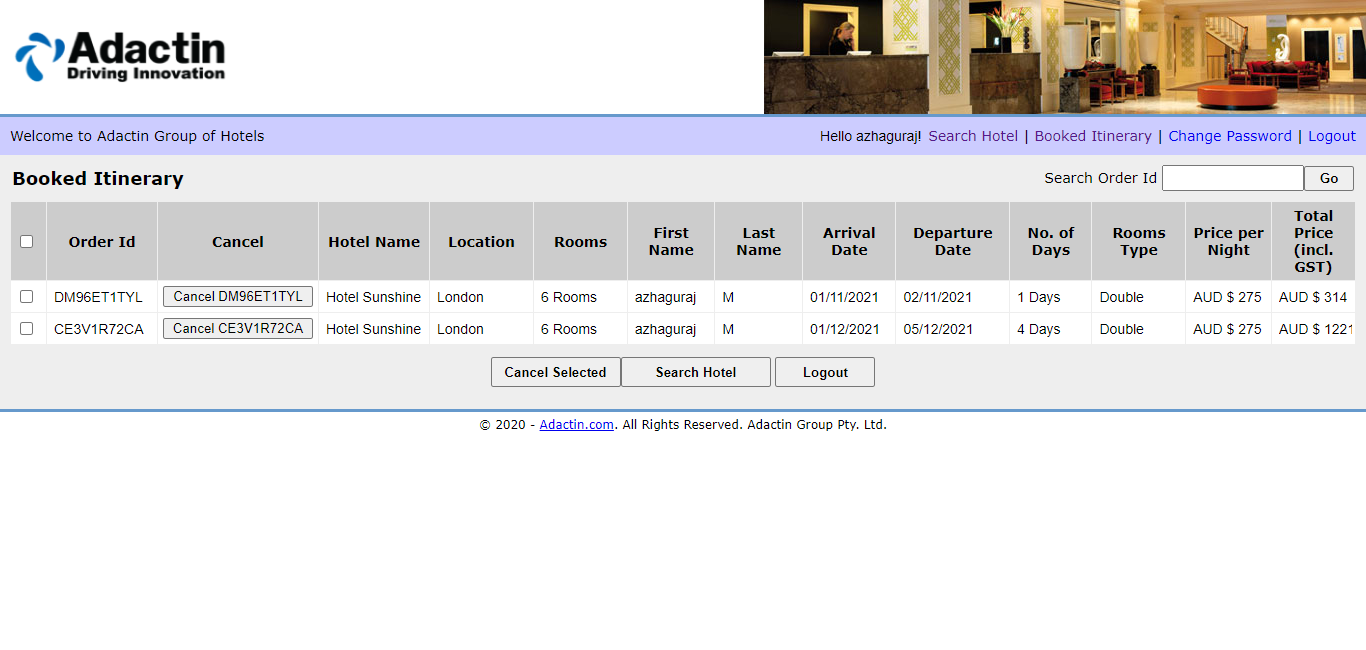 Adactin
Driving Innovation
Welcome to Adactin Group of Hotels
Hello azhaguraj! Search Hotel | Booked Itinerary | Change Password | Logout
Booked Itinerary
Search Order Id Go
Order Id Cancel Hotel Name Location Rooms First Name Last Name Arrival Date Departure Date No. of Days Rooms Type Price per Night Total Price (incl. GST)
DM96ET1TYL Cancel DM96ET1TYL Hotel Sunshine London 6 Rooms azhaguraj M 01/11/2021 02/11/2021 1 Days Double AUD $ 275 AUD $ 314
CE3V1R72CA Cancel CE3V1R72CA Hotel Sunshine London 6 Rooms azhaguraj M 01/12/2021 05/12/2021 4 Days Double AUD $ 275 AUD $ 1221
Cancel Selected Search Hotel Logout
© 2020 - Adactin.com. All Rights Reserved. Adactin Group Pty. Ltd.